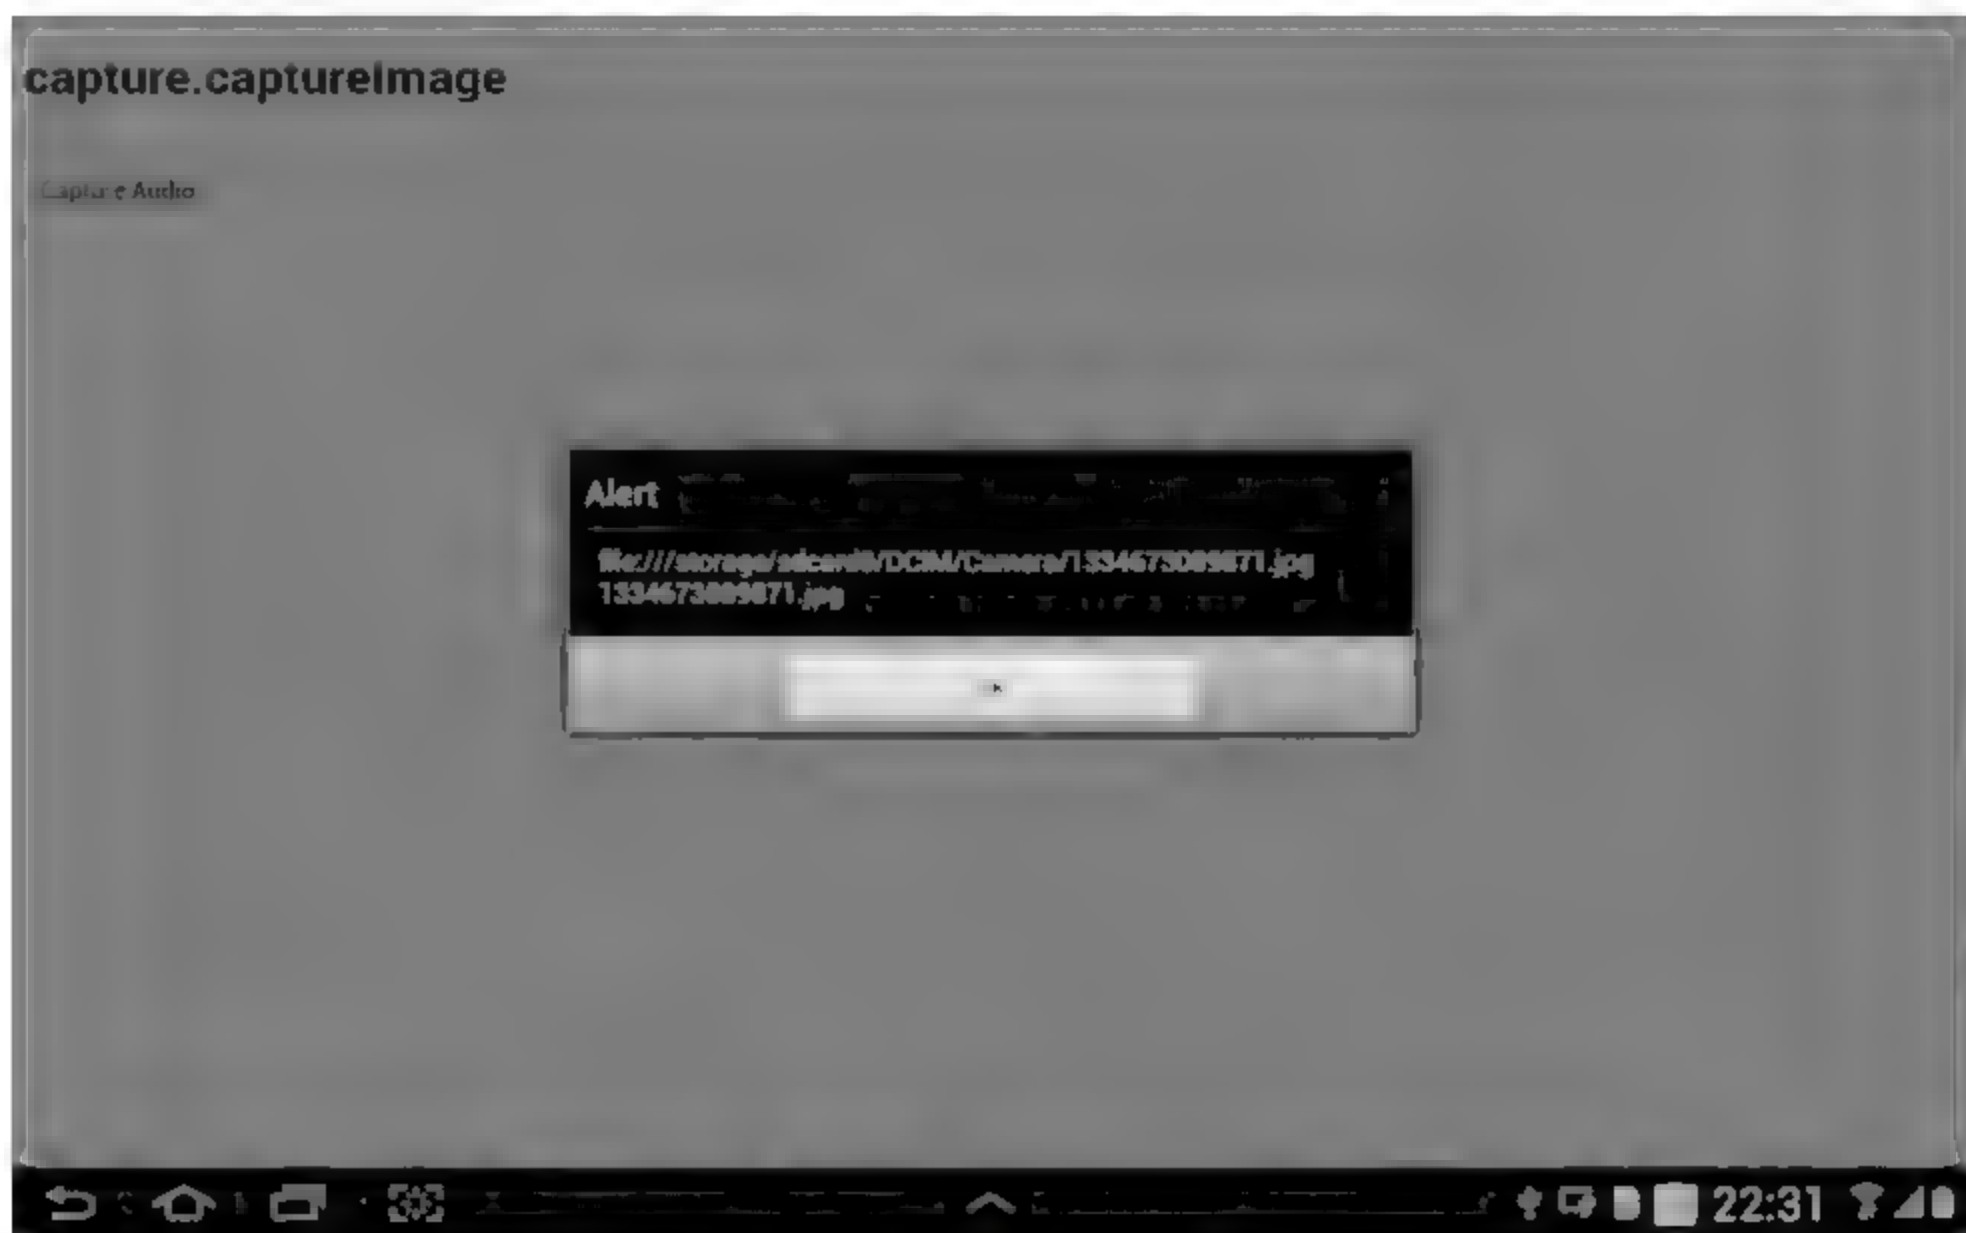 capture.captureImage
Capture Audio
Alert
file:///storage/sdcard0/DCIM/Camera/1334673089871.jpg
1334673089871.jpg
22:31